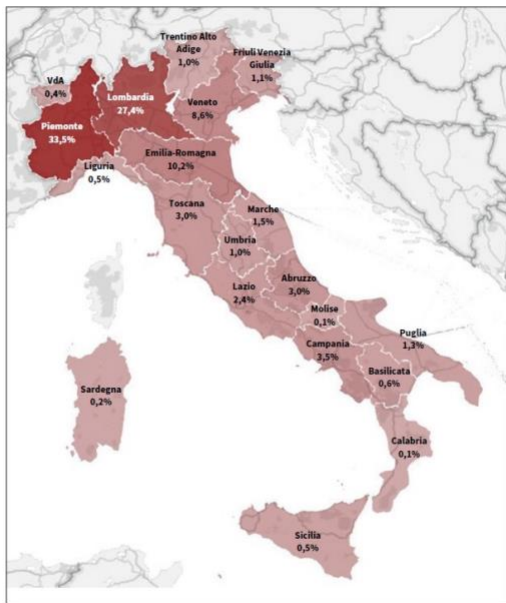 Trentino Alto
Adige
1,0%
Friuli Venezia
Giulia
1,1%
VdA
0,4%
Lombardia
27,4%
Veneto
8,6%
Piemonte
33,5%
Emilia-Romagna
10,2%
Liguria
0,5%
Toscana
3,0%
Marche
1,5%
Umbria
1,0%
Abruzzo
3,0%
Lazio
2,4%
Molise
0,1%
Puglia
1,3%
Campania
3,5%
Basilicata
0,6%
Sardegna
0,2%
Calabria
0,1%
Sicilia
0,5%